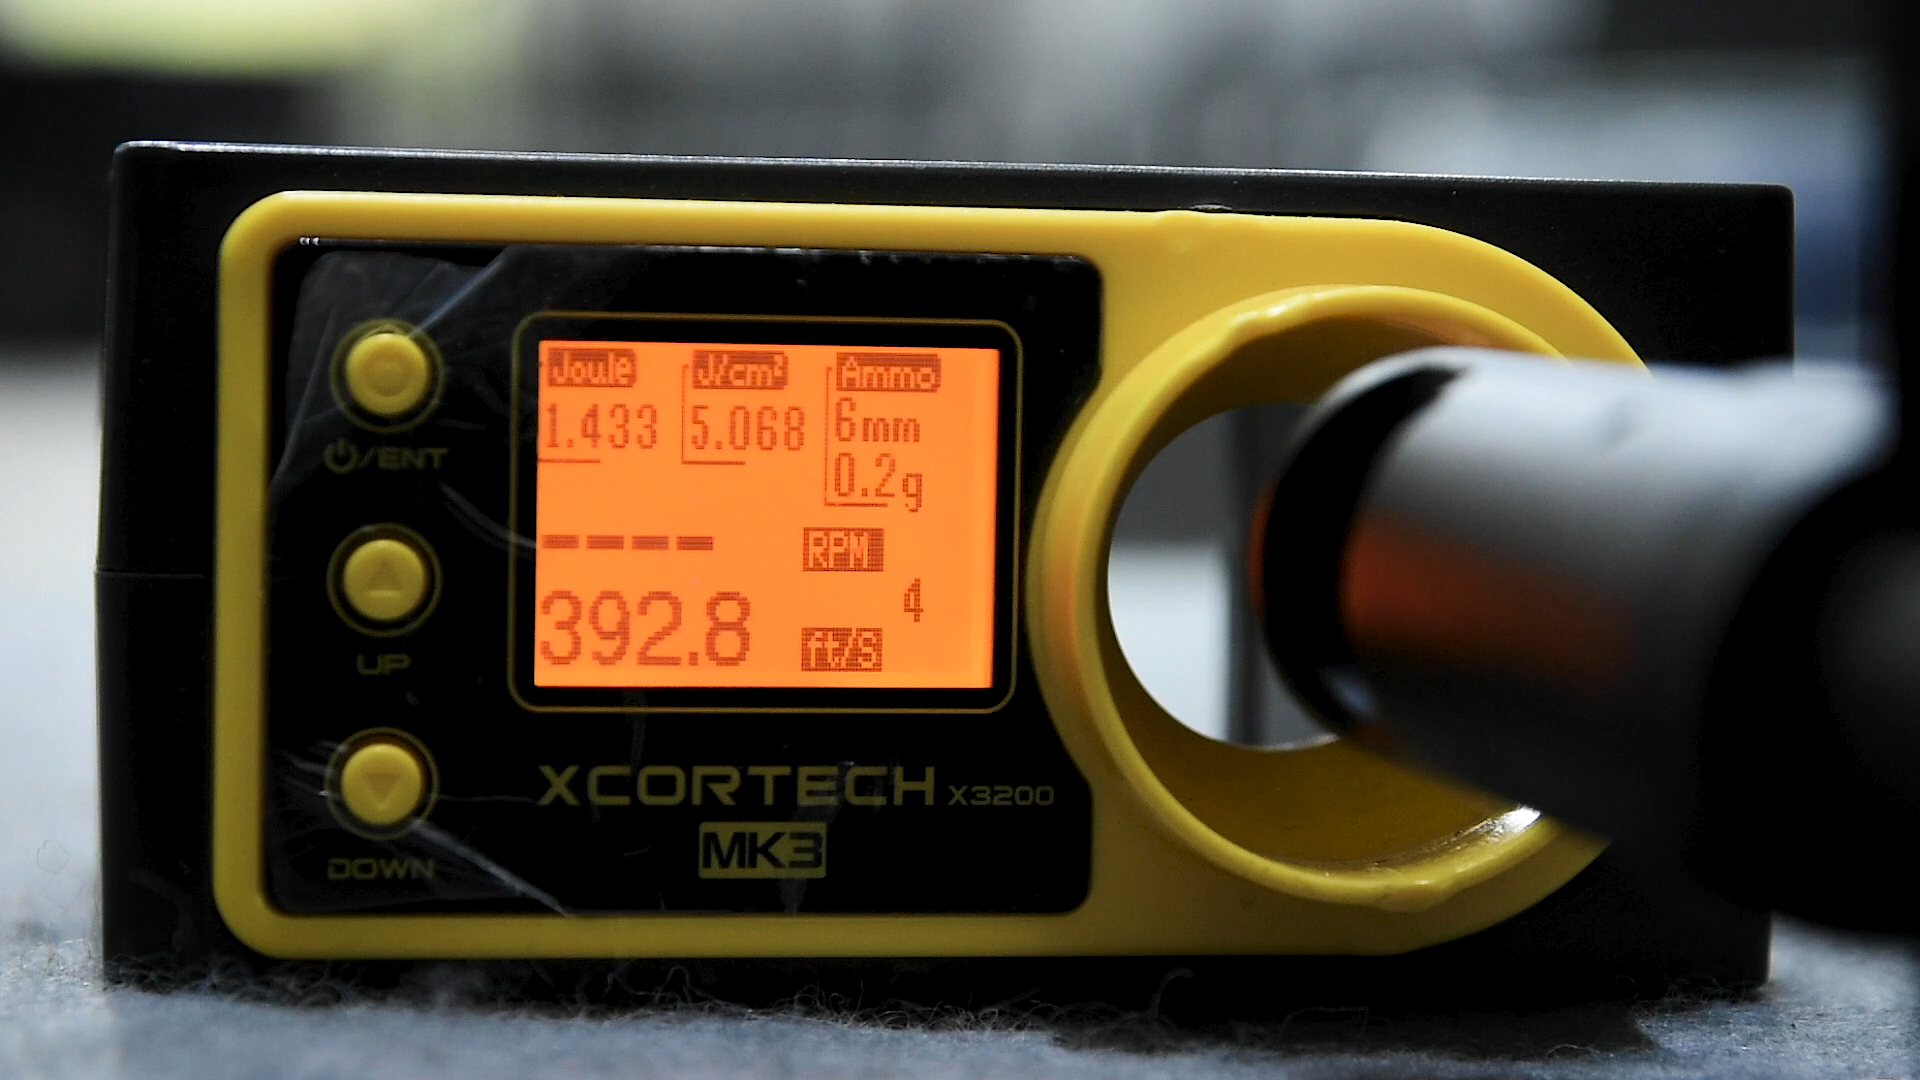 Joule J/cm² Ammo
1.433 5.068 6mm
0.2g
---- RPM
4
392.8 ft/s
⏻/ENT
UP
DOWN
XCORTECH X3200
MK3